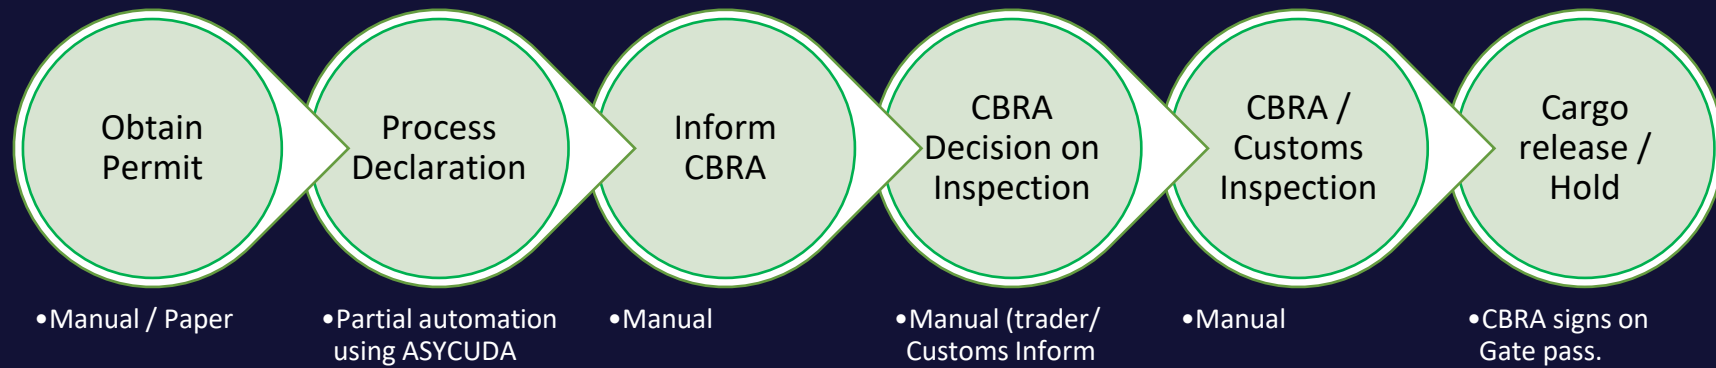 Obtain
Permit
Process
Declaration
Inform
CBRA
CBRA
Decision on
Inspection
CBRA /
Customs
Inspection
Cargo
release /
Hold
•Manual / Paper
•Partial automation
using ASYCUDA
•Manual
•Manual (trader/
Customs Inform
•Manual
•CBRA signs on
Gate pass.